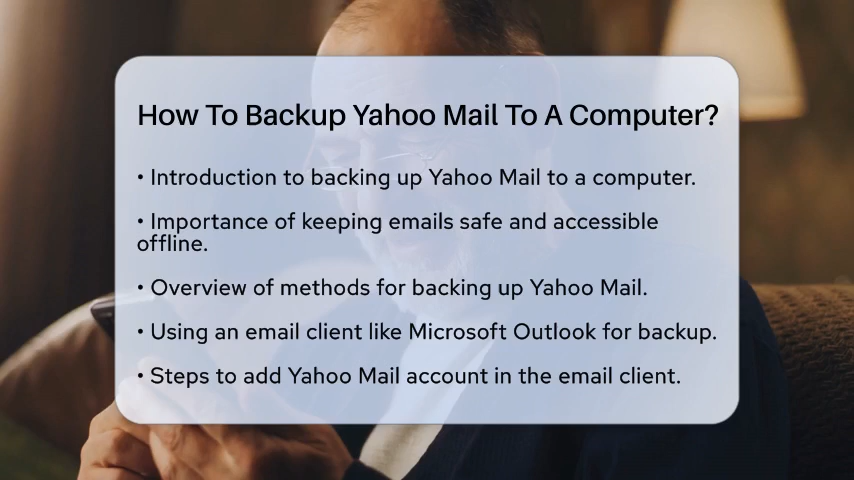 How To Backup Yahoo Mail To A Computer?
• Introduction to backing up Yahoo Mail to a computer.
• Importance of keeping emails safe and accessible
offline.
• Overview of methods for backing up Yahoo Mail.
• Using an email client like Microsoft Outlook for backup.
• Steps to add Yahoo Mail account in the email client.